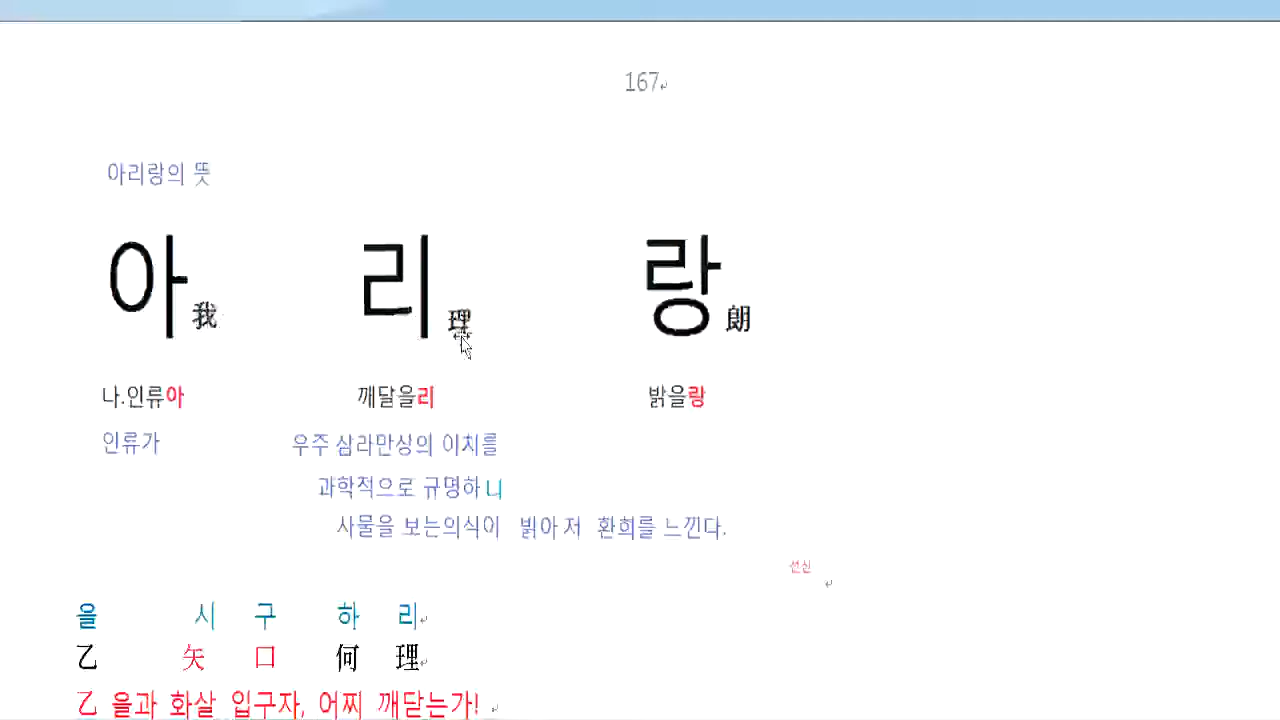 167
아리랑의 뜻
아我 리理 랑朗
나.인류아 깨달을리 밝을랑
인류가 우주 삼라만상의 이치를
과학적으로 규명하니
사물을 보는의식이 밝아 저 환희를 느낀다.
선신
을 시 구 하 리
乙 矢 口 何 理
乙 을과 화살 입구자, 어찌 깨닫는가!